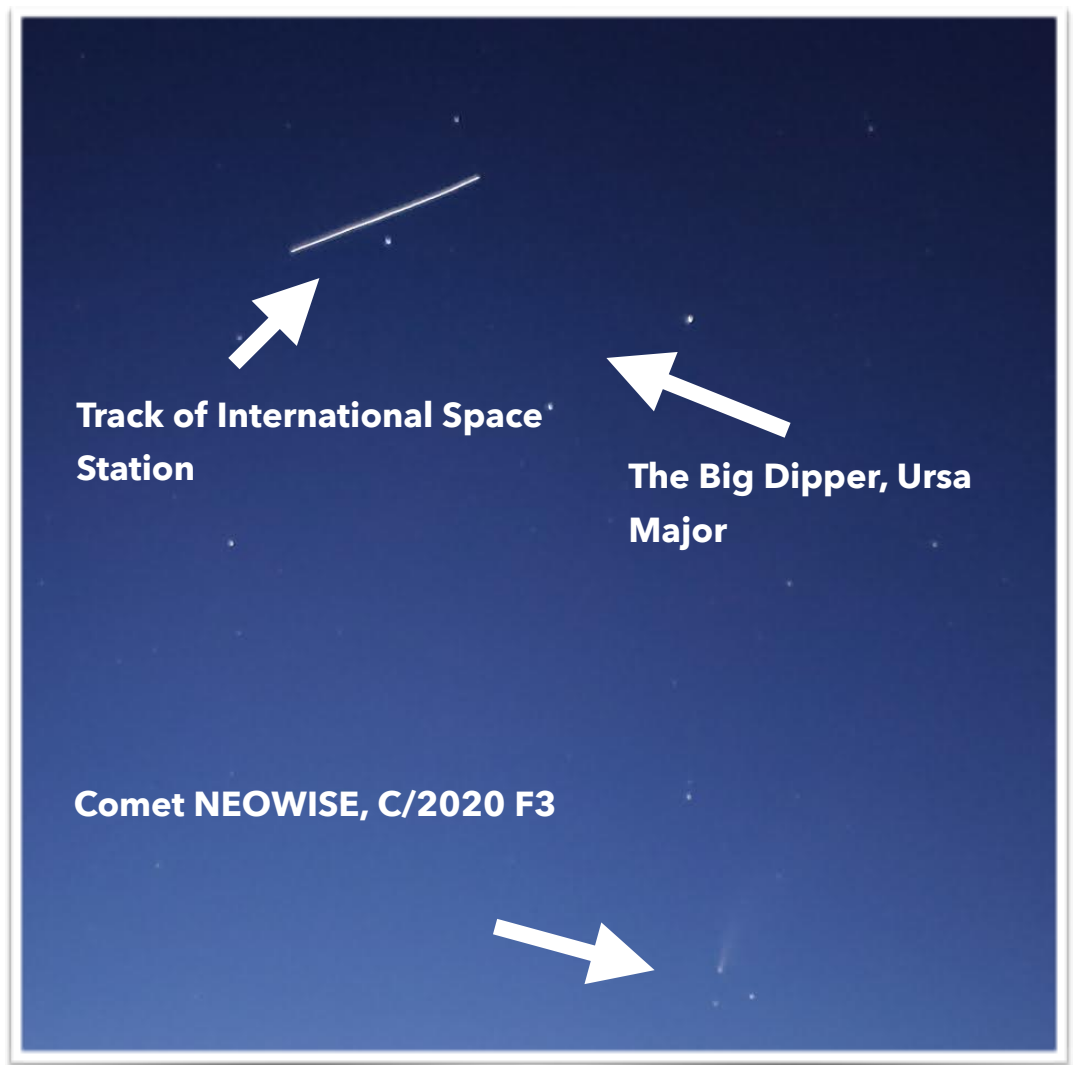 Track of International Space
Station
The Big Dipper, Ursa
Major
Comet NEOWISE, C/2020 F3